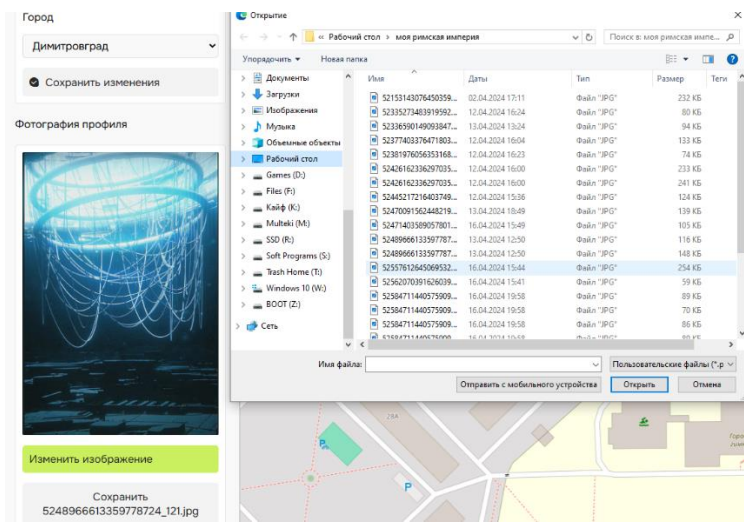 Город
Димитровград
Сохранить изменения
Фотография профиля
Изменить изображение
Сохранить
5248966613359778724_121.jpg
Открытие
« Рабочий стол › моя римская империя
Поиск в: моя римская импе...
Упорядочить
Новая папка
Документы
Загрузки
Изображения
Музыка
Объемные объекты
Рабочий стол
Games (D:)
Files (F:)
Кайф (K:)
Multeki (M:)
SSD (R:)
Soft Programs (S:)
Trash Home (T:)
Windows 10 (W:)
BOOT (Z:)
Сеть
Имя Даты Тип Размер Теги
52153143076450359... 02.04.2024 17:11 Файл "JPG" 232 КБ
52335273483919592... 12.04.2024 16:24 Файл "JPG" 80 КБ
52336590149093847... 13.04.2024 13:24 Файл "JPG" 94 КБ
52377403376471803... 12.04.2024 16:04 Файл "JPG" 133 КБ
52381976056353168... 12.04.2024 16:23 Файл "JPG" 74 КБ
52426162336297035... 12.04.2024 16:00 Файл "JPG" 233 КБ
52426162336297035... 12.04.2024 16:00 Файл "JPG" 241 КБ
52445217216403749... 12.04.2024 15:36 Файл "JPG" 124 КБ
52470091562448219... 13.04.2024 18:49 Файл "JPG" 139 КБ
52471403589057801... 16.04.2024 15:49 Файл "JPG" 105 КБ
52489666133597787... 13.04.2024 12:50 Файл "JPG" 116 КБ
52489666133597787... 13.04.2024 12:50 Файл "JPG" 148 КБ
52557612645069532... 16.04.2024 15:44 Файл "JPG" 254 КБ
52562070391626039... 16.04.2024 15:41 Файл "JPG" 59 КБ
52584711440575909... 16.04.2024 19:58 Файл "JPG" 89 КБ
52584711440575909... 16.04.2024 19:58 Файл "JPG" 70 КБ
52584711440575909... 16.04.2024 19:58 Файл "JPG" 86 КБ
Имя файла:
Пользовательские файлы (*.p
Отправить с мобильного устройства
Открыть
Отмена
28А
P
P